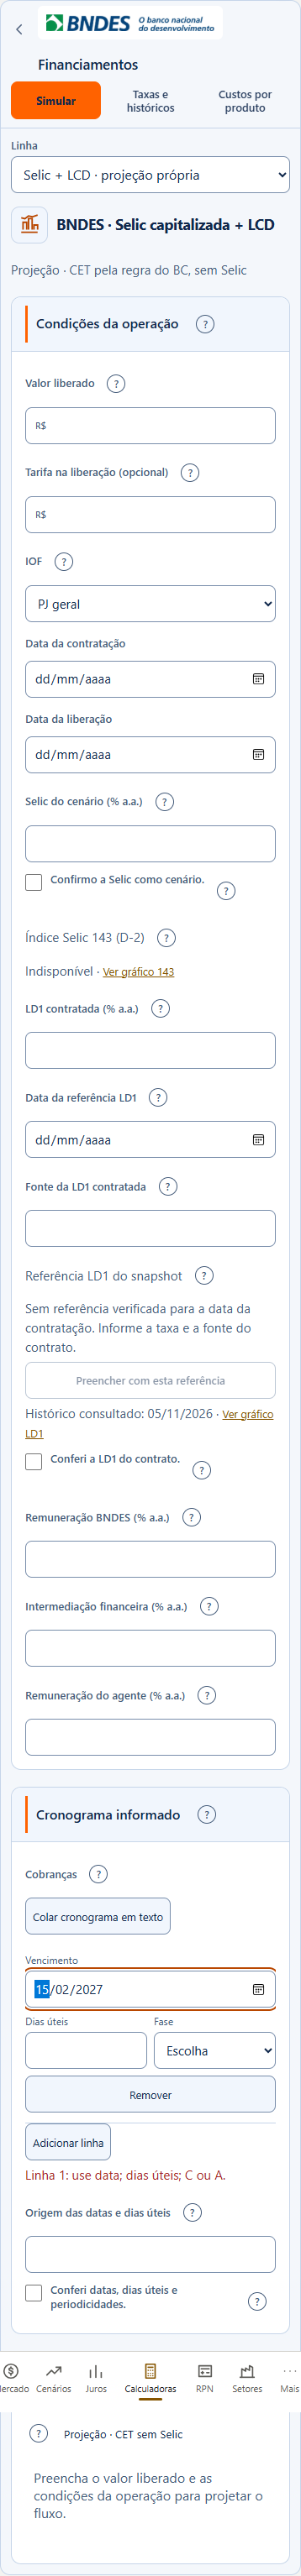 BNDES O banco nacional
do desenvolvimento
Financiamentos
Simular
Taxas e
históricos
Custos por
produto
Linha
Selic + LCD · projeção própria
BNDES · Selic capitalizada + LCD
Projeção · CET pela regra do BC, sem Selic
Condições da operação ?
Valor liberado ?
R$
Tarifa na liberação (opcional) ?
R$
IOF ?
PJ geral
Data da contratação
dd/mm/aaaa
Data da liberação
dd/mm/aaaa
Selic do cenário (% a.a.) ?
Confirmo a Selic como cenário. ?
Índice Selic 143 (D-2) ?
Indisponível · Ver gráfico 143
LD1 contratada (% a.a.) ?
Data da referência LD1 ?
dd/mm/aaaa
Fonte da LD1 contratada ?
Referência LD1 do snapshot ?
Sem referência verificada para a data da
contratação. Informe a taxa e a fonte do
contrato.
Preencher com esta referência
Histórico consultado: 05/11/2026 · Ver gráfico
LD1
Conferi a LD1 do contrato. ?
Remuneração BNDES (% a.a.) ?
Intermediação financeira (% a.a.) ?
Remuneração do agente (% a.a.) ?
Cronograma informado ?
Cobranças ?
Colar cronograma em texto
Vencimento
15/02/2027
Dias úteis
Fase
Escolha
Remover
Adicionar linha
Linha 1: use data; dias úteis; C ou A.
Origem das datas e dias úteis ?
Conferi datas, dias úteis e
periodicidades. ?
ercado
Cenários
Juros
Calculadoras
RPN
Setores
Mais
? Projeção · CET sem Selic
Preencha o valor liberado e as
condições da operação para projetar o
fluxo.